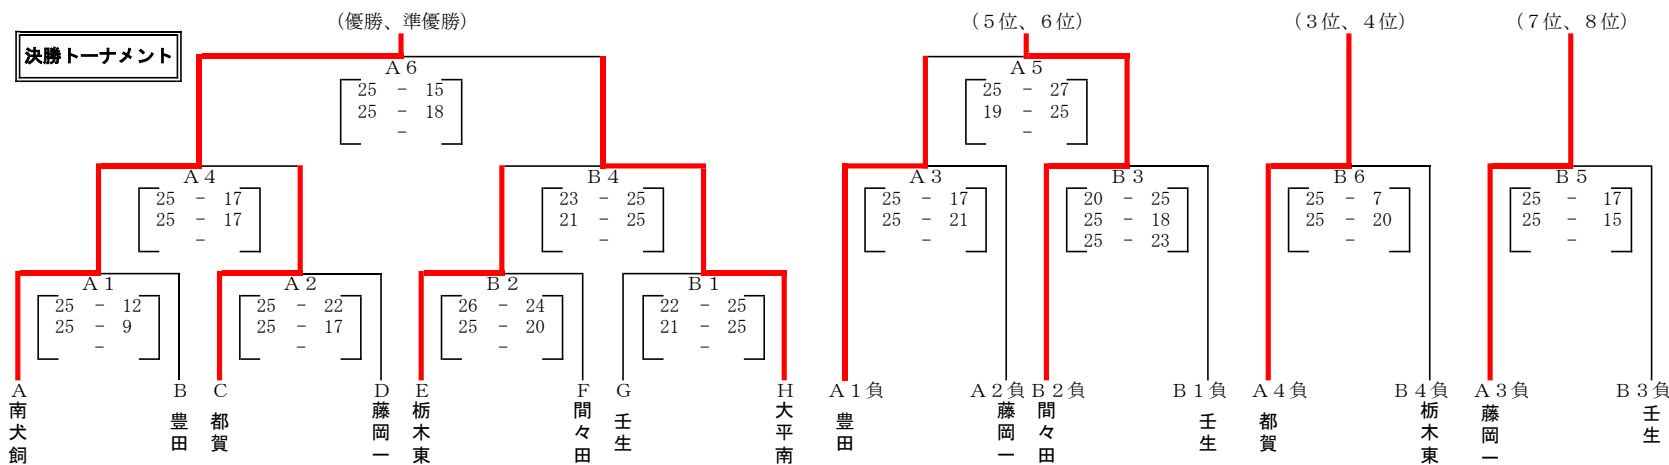 (優勝、準優勝)
(5位、6位)
(3位、4位)
(7位、8位)
決勝トーナメント
A6
25 - 15
25 - 18
-
A5
25 - 27
19 - 25
-
A4
25 - 17
25 - 17
-
B4
23 - 25
21 - 25
-
A3
25 - 17
25 - 21
-
B3
20 - 25
25 - 18
25 - 23
B6
25 - 7
25 - 20
-
B5
25 - 17
25 - 15
-
A1
25 - 12
25 - 9
-
A2
25 - 22
25 - 17
-
B2
26 - 24
25 - 20
-
B1
22 - 25
21 - 25
-
A
南犬飼
B
豊田
C
都賀
D
藤岡一
E
栃木東
F
間々田
G
壬生
H
大平南
A1負
豊田
A2負
藤岡一
B2負
間々田
B1負
壬生
A4負
都賀
B4負
栃木東
A3負
藤岡一
B3負
壬生